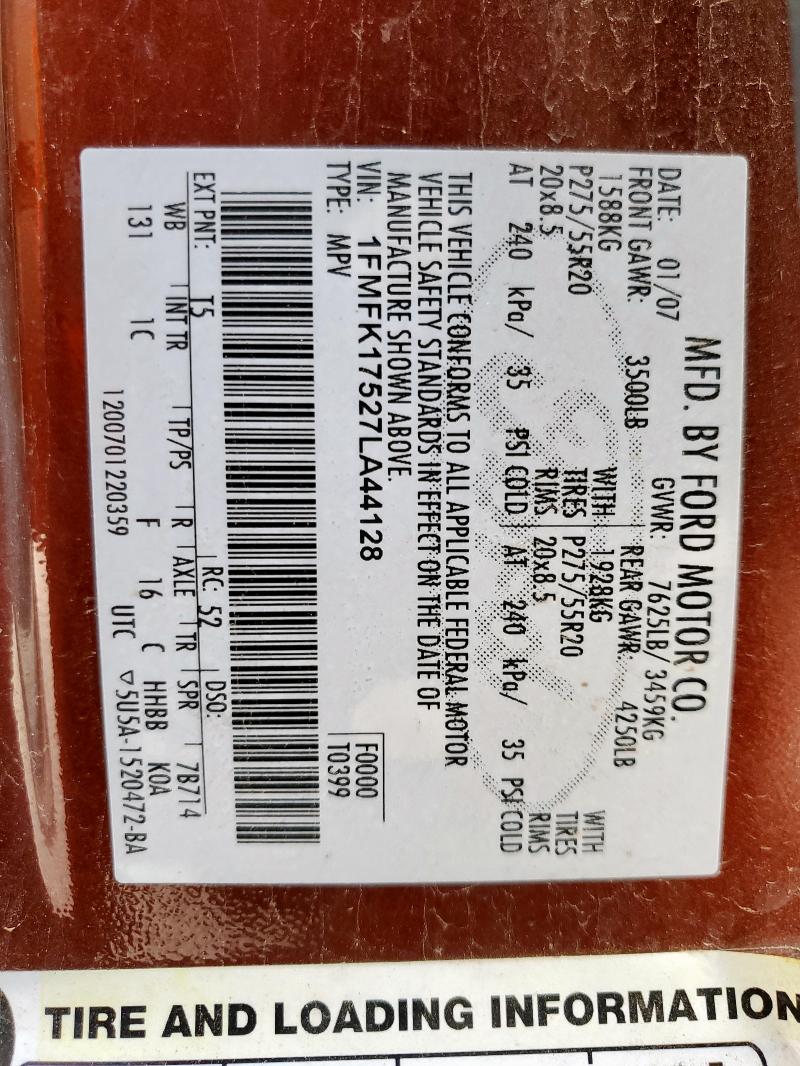 MFD. BY FORD MOTOR CO.
DATE: 01/07 GVWR: 7625LB/3459KG
FRONT GAWR: 3500LB REAR GAWR: 4250LB
1588KG WITH 1928KG WITH
P275/55R20 TIRES P275/55R20 TIRES
20x8.5 RIMS 20x8.5 RIMS
AT 240 kPa/ 35 PSI COLD AT 240 kPa/ 35 PSI COLD
THIS VEHICLE CONFORMS TO ALL APPLICABLE FEDERAL MOTOR
VEHICLE SAFETY STANDARDS IN EFFECT ON THE DATE OF
MANUFACTURE SHOWN ABOVE
VIN: 1FMFK17527LA44128 F0000
TYPE: MPV T0399
EXT PNT: T5 RC: 52 DSO:
WB INT TR TP/PS R AXLE TR SPR 7B714
131 1C F 16 C HHBB KOA
1200701220359 UTC ▽5U5A-1520472-BA
TIRE AND LOADING INFORMATION